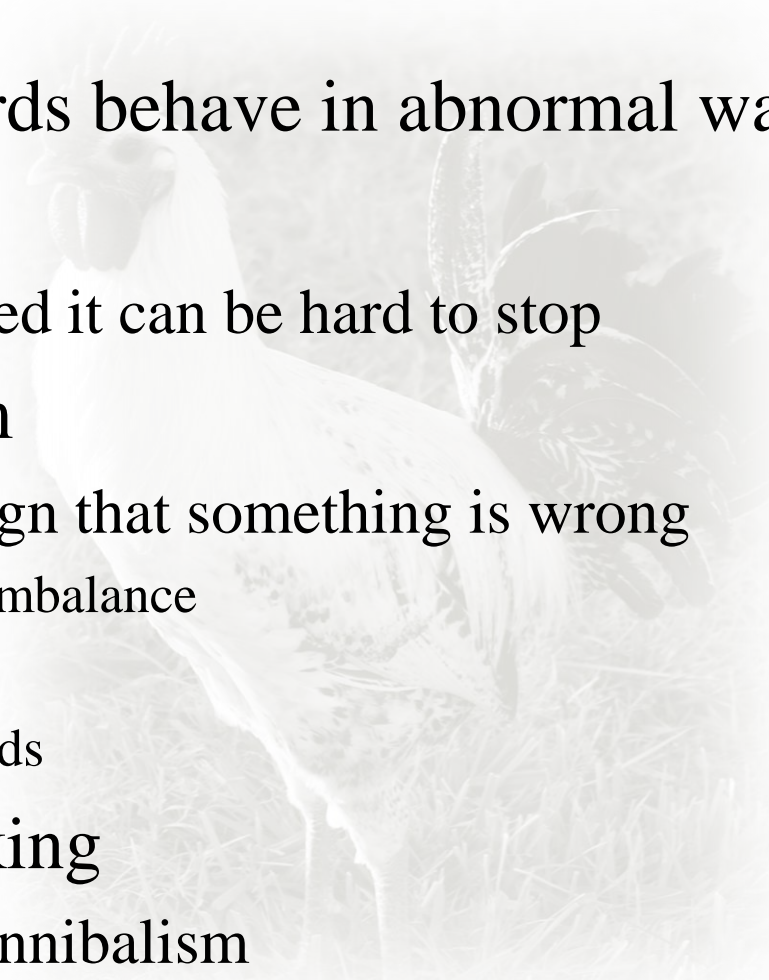 rds behave in abnormal wa
ed it can be hard to stop
n
gn that something is wrong
mbalance
ds
king
nnibalism